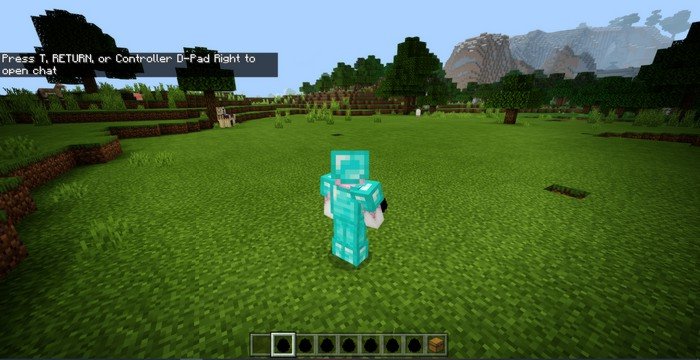 Press T, RETURN, or Controller D-Pad Right to
open chat